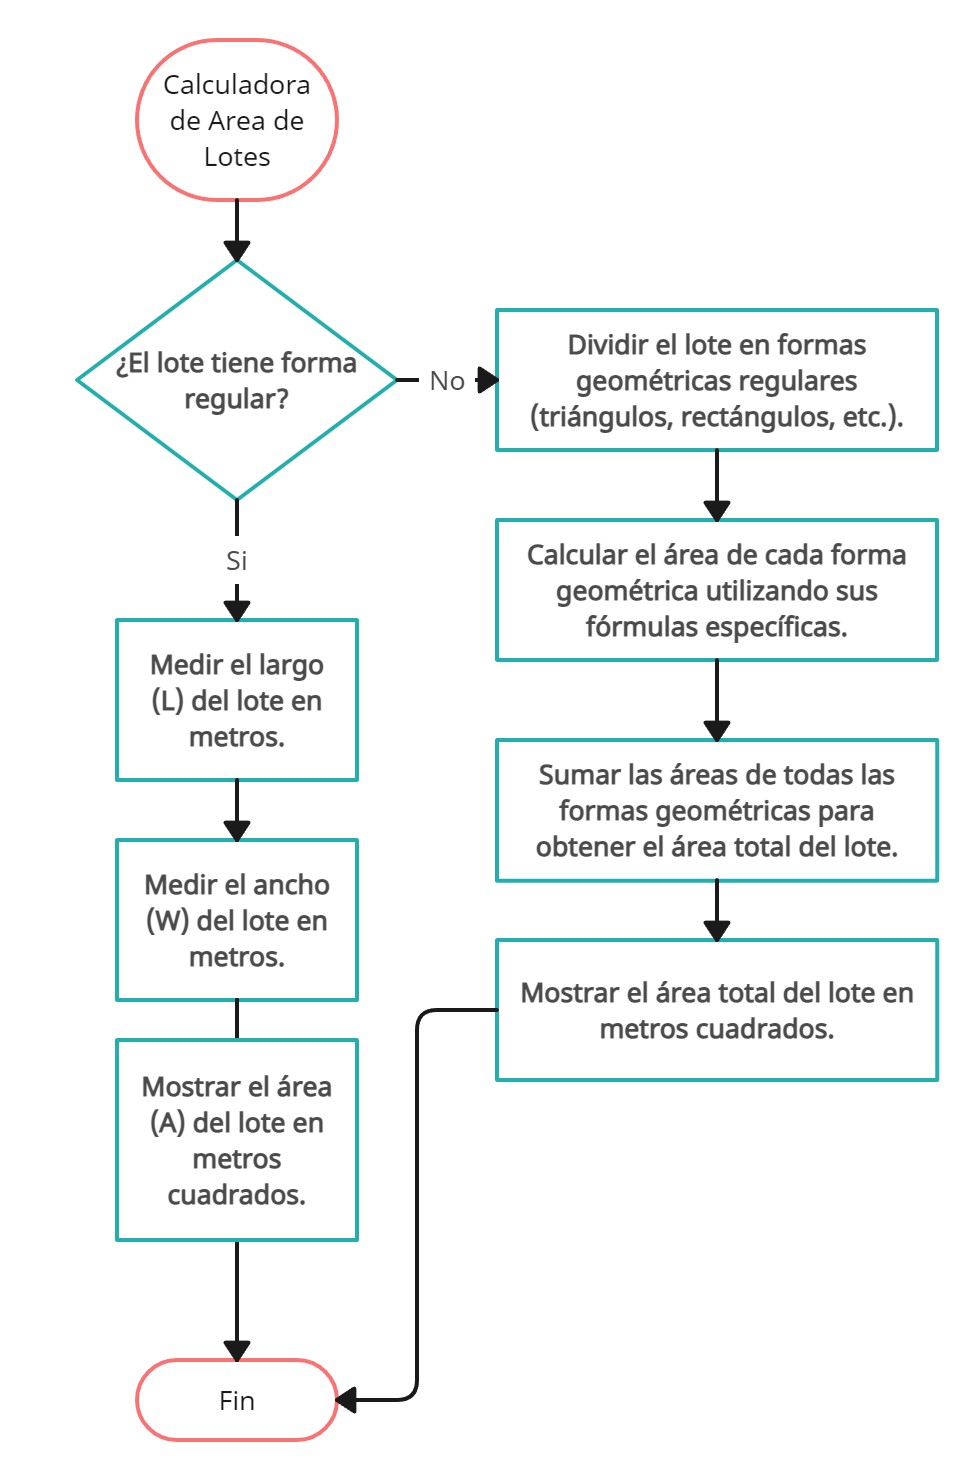 Calculadora
de Area de
Lotes
¿El lote tiene forma
regular?
No
Dividir el lote en formas
geométricas regulares
(triángulos, rectángulos, etc.).
Calcular el área de cada forma
geométrica utilizando sus
fórmulas específicas.
Sumar las áreas de todas las
formas geométricas para
obtener el área total del lote.
Mostrar el área total del lote en
metros cuadrados.
Si
Medir el largo
(L) del lote en
metros.
Medir el ancho
(W) del lote en
metros.
Mostrar el área
(A) del lote en
metros
cuadrados.
Fin